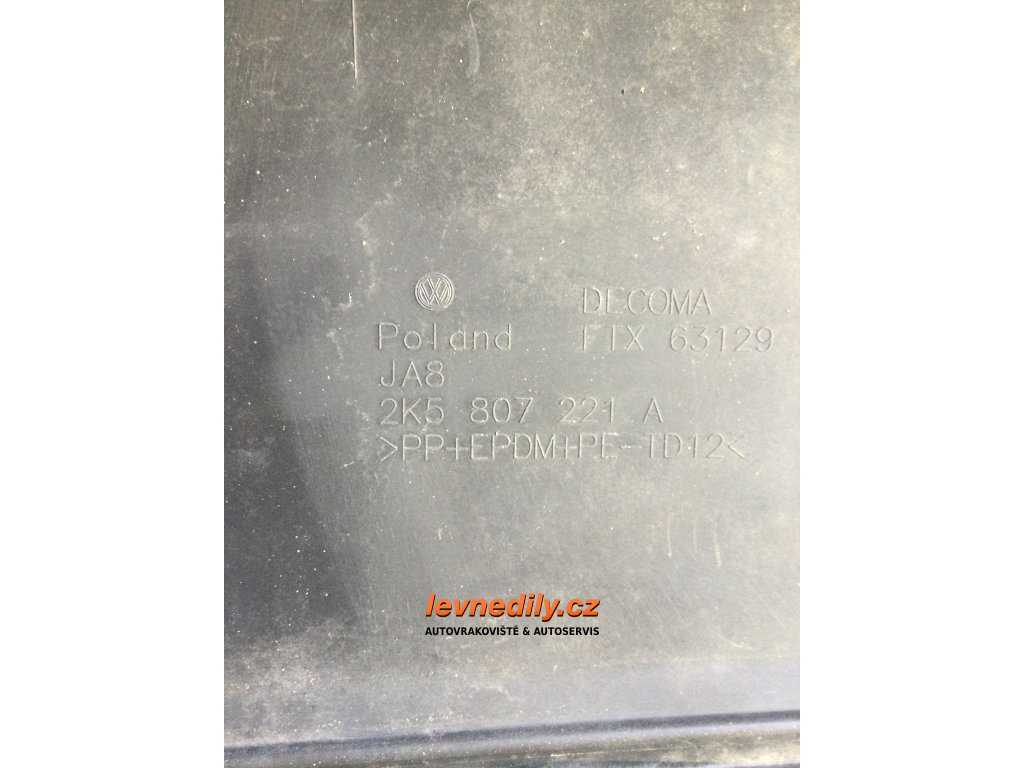 DECOMA
Poland FTX 63129
JA8
2K5 807 221 A
>PP+EPDM+PE-TD12<
levnedily.cz
AUTOVRAKOVIŠTĚ & AUTOSERVIS